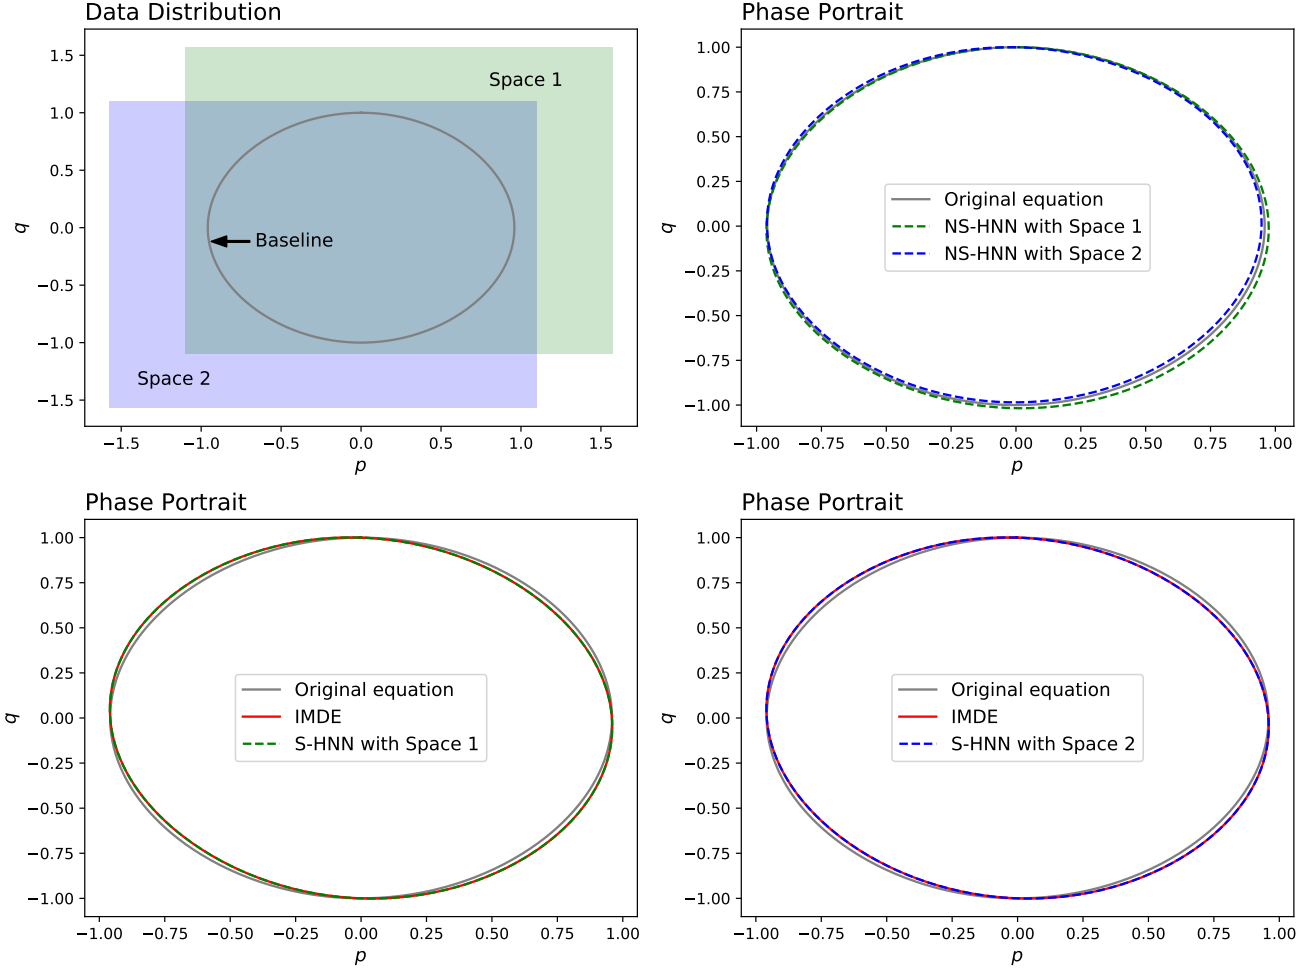 Data Distribution
1.5
1.0
0.5
0.0
−0.5
−1.0
−1.5
q
Space 1
Baseline
Space 2
−1.5
−1.0
−0.5
0.0
0.5
1.0
1.5
p
Phase Portrait
1.00
0.75
0.50
0.25
0.00
−0.25
−0.50
−0.75
−1.00
q
Original equation
NS-HNN with Space 1
NS-HNN with Space 2
−1.00
−0.75
−0.50
−0.25
0.00
0.25
0.50
0.75
1.00
p
Phase Portrait
1.00
0.75
0.50
0.25
0.00
−0.25
−0.50
−0.75
−1.00
q
Original equation
IMDE
S-HNN with Space 1
−1.00
−0.75
−0.50
−0.25
0.00
0.25
0.50
0.75
1.00
p
Phase Portrait
1.00
0.75
0.50
0.25
0.00
−0.25
−0.50
−0.75
−1.00
q
Original equation
IMDE
S-HNN with Space 2
−1.00
−0.75
−0.50
−0.25
0.00
0.25
0.50
0.75
1.00
p